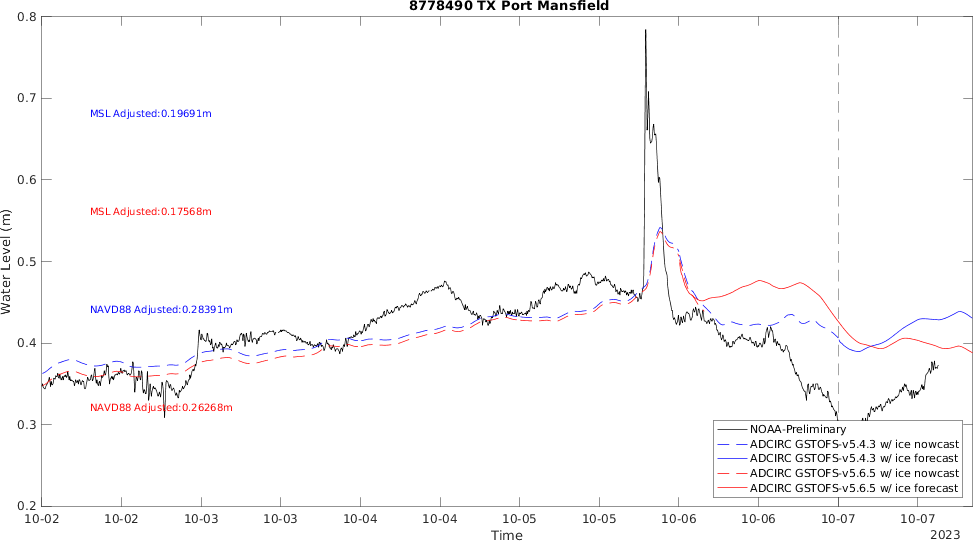 8778490 TX Port Mansfield
0.8
0.7
0.6
0.5
0.4
0.3
0.2
Water Level (m)
MSL Adjusted:0.19691m
MSL Adjusted:0.17568m
NAVD88 Adjusted:0.28391m
NAVD88 Adjusted:0.26268m
NOAA-Preliminary
ADCIRC GSTOFS-v5.4.3 w/ ice nowcast
ADCIRC GSTOFS-v5.4.3 w/ ice forecast
ADCIRC GSTOFS-v5.6.5 w/ ice nowcast
ADCIRC GSTOFS-v5.6.5 w/ ice forecast
10-02 10-02 10-03 10-03 10-04 10-04 10-05 10-05 10-06 10-06 10-07 10-07
2023
Time